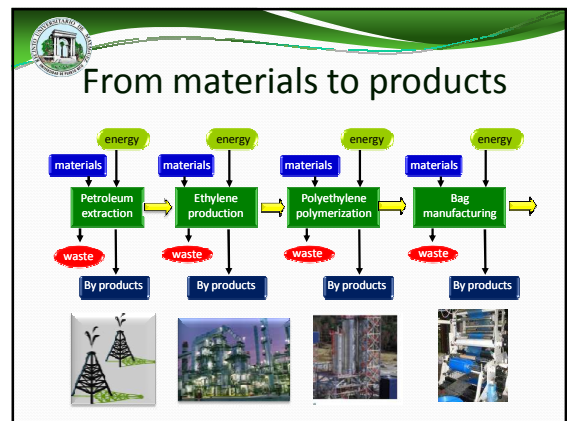 From materials to products
energy
energy
energy
energy
materials
materials
materials
materials
Petroleum
extraction
Ethylene
production
Polyethylene
polymerization
Bag
manufacturing
waste
waste
waste
waste
By products
By products
By products
By products